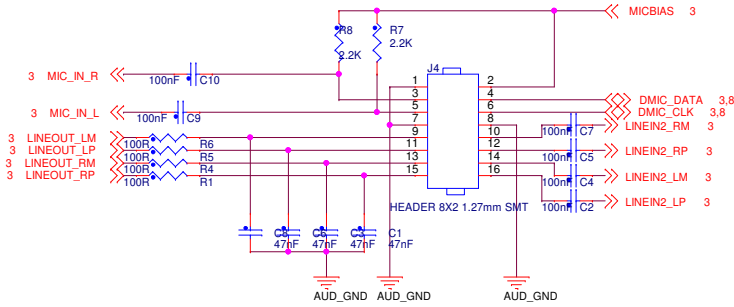 MICBIAS 3
R8
2.2K
R7
2.2K
J4
3 MIC_IN_R
100nF C10
1 2
3 4
DMIC_DATA 3,8
3 MIC_IN_L
100nF C9
5 6
DMIC_CLK 3,8
7 8
100nF C7
LINEIN2_RM 3
3 LINEOUT_LM
100R R6
9 10
3 LINEOUT_LP
100R R5
11 12
100nF C5
LINEIN2_RP 3
3 LINEOUT_RM
100R R4
13 14
3 LINEOUT_RP
100R R1
15 16
100nF C4
LINEIN2_LM 3
100nF C2
LINEIN2_LP 3
HEADER 8X2 1.27mm SMT
C3 C1
47nF 47nF 47nF 47nF
AUD_GND AUD_GND AUD_GND